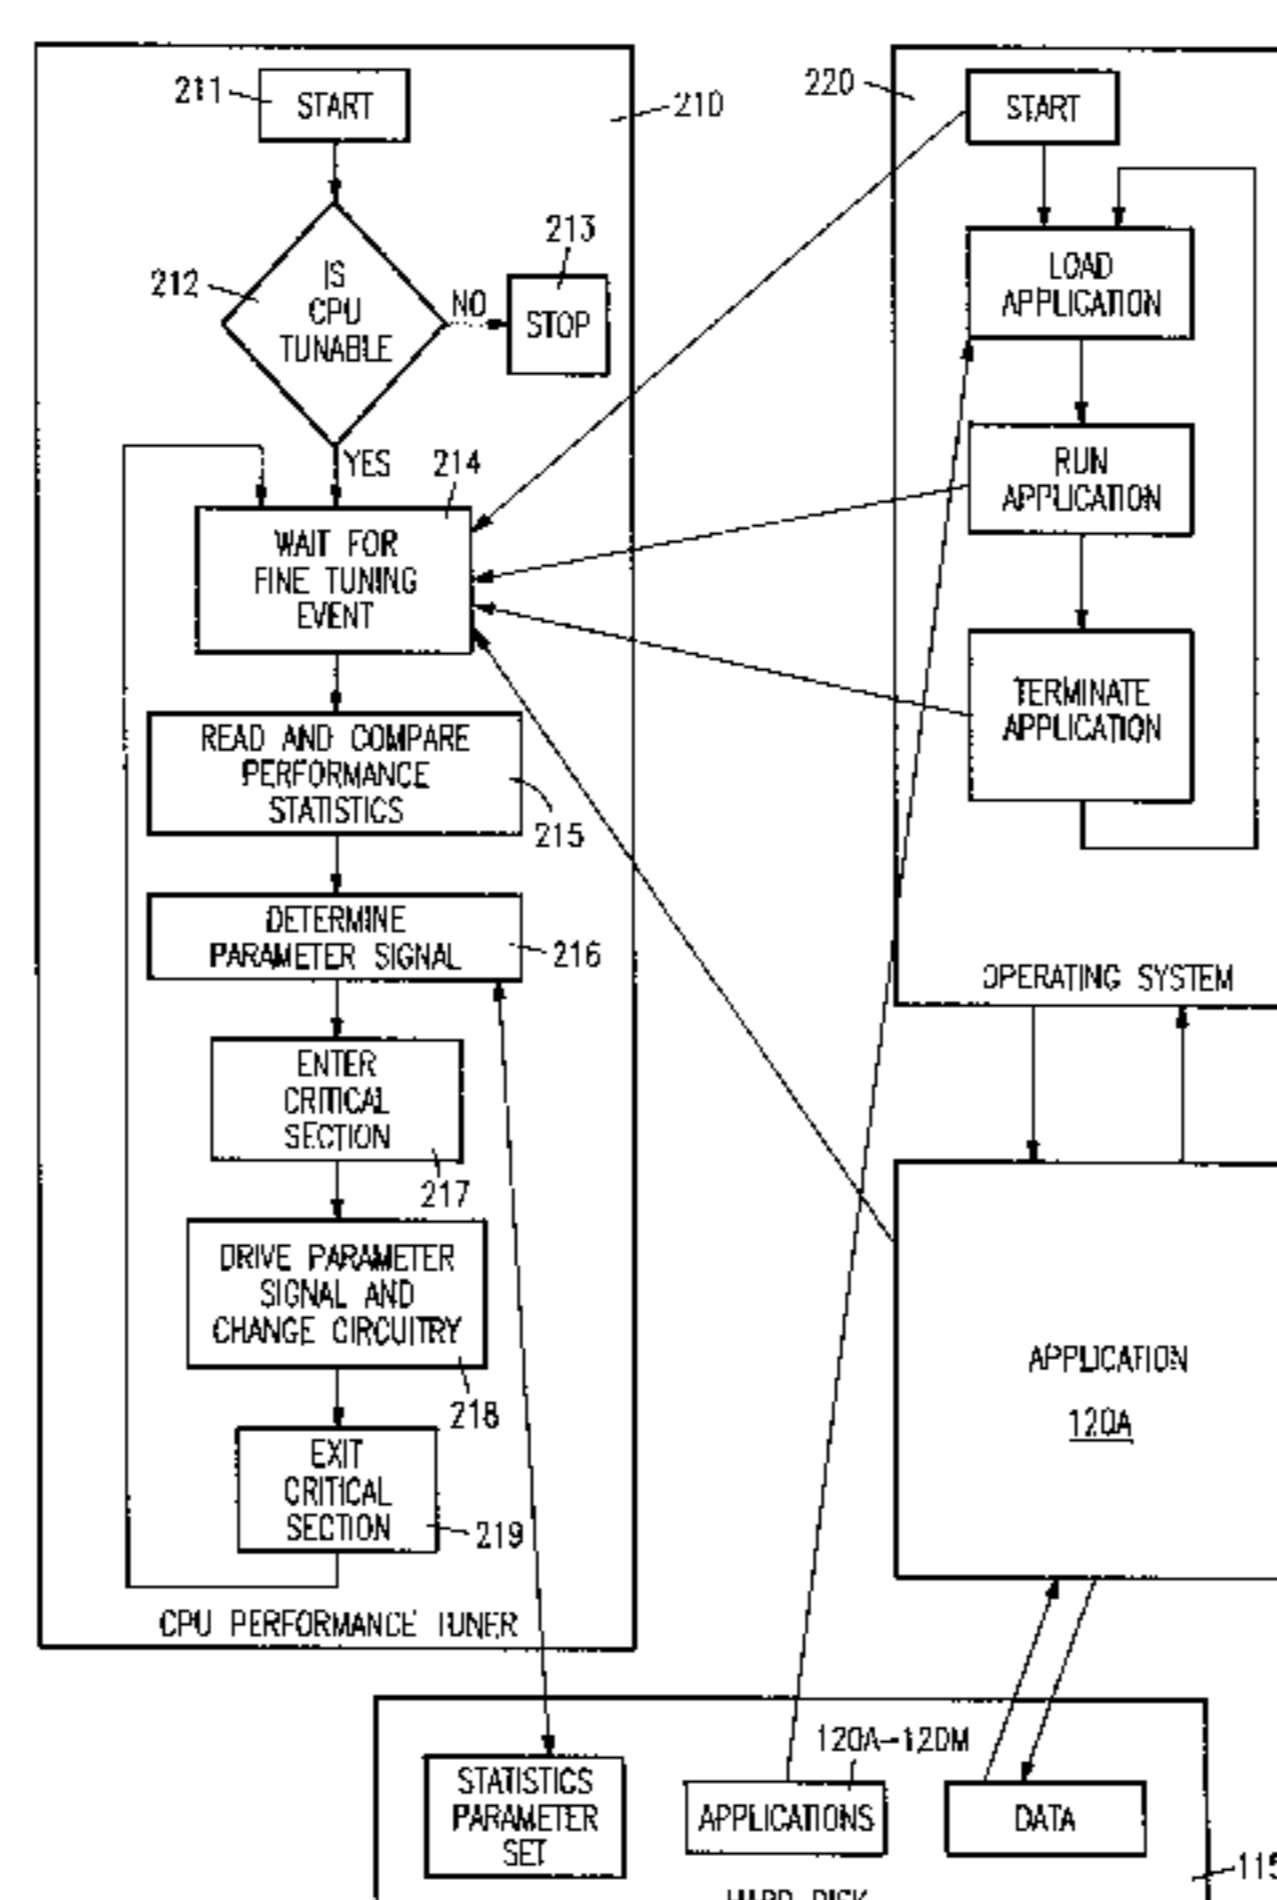 211
START
210
212
IS
CPU
TUNABLE
NO
213
STOP
YES
214
WAIT FOR
FINE TUNING
EVENT
READ AND COMPARE
PERFORMANCE
STATISTICS
215
DETERMINE
PARAMETER SIGNAL
216
ENTER
CRITICAL
SECTION
217
DRIVE PARAMETER
SIGNAL AND
CHANGE CIRCUITRY
218
EXIT
CRITICAL
SECTION
219
CPU PERFORMANCE TUNER
220
START
LOAD
APPLICATION
RUN
APPLICATION
TERMINATE
APPLICATION
OPERATING SYSTEM
APPLICATION
120A
STATISTICS
PARAMETER
SET
120A-120M
APPLICATIONS
DATA
115
HARD DISK